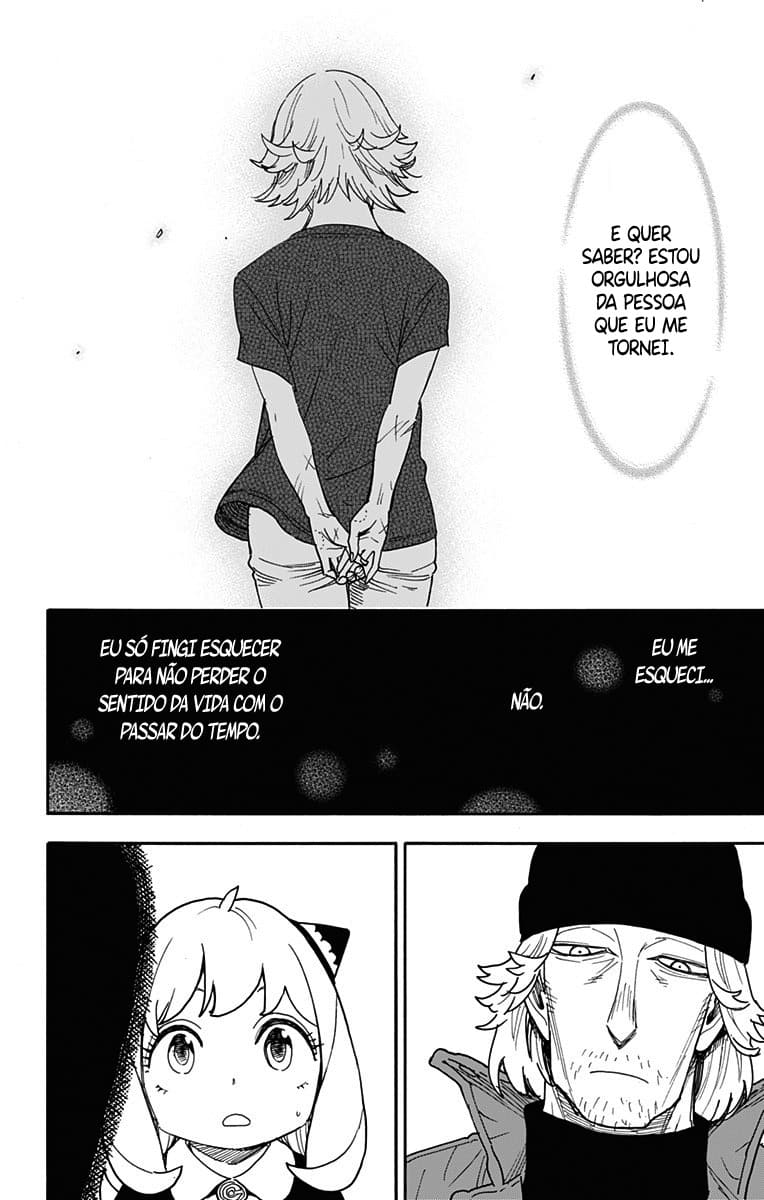 E QUER
SABER? ESTOU
ORGULHOSA
DA PESSOA
QUE EU ME
TORNEI.
EU ME
ESQUECI...
NÃO.
EU SÓ FINGI ESQUECER
PARA NÃO PERDER O
SENTIDO DA VIDA COM O
PASSAR DO TEMPO.